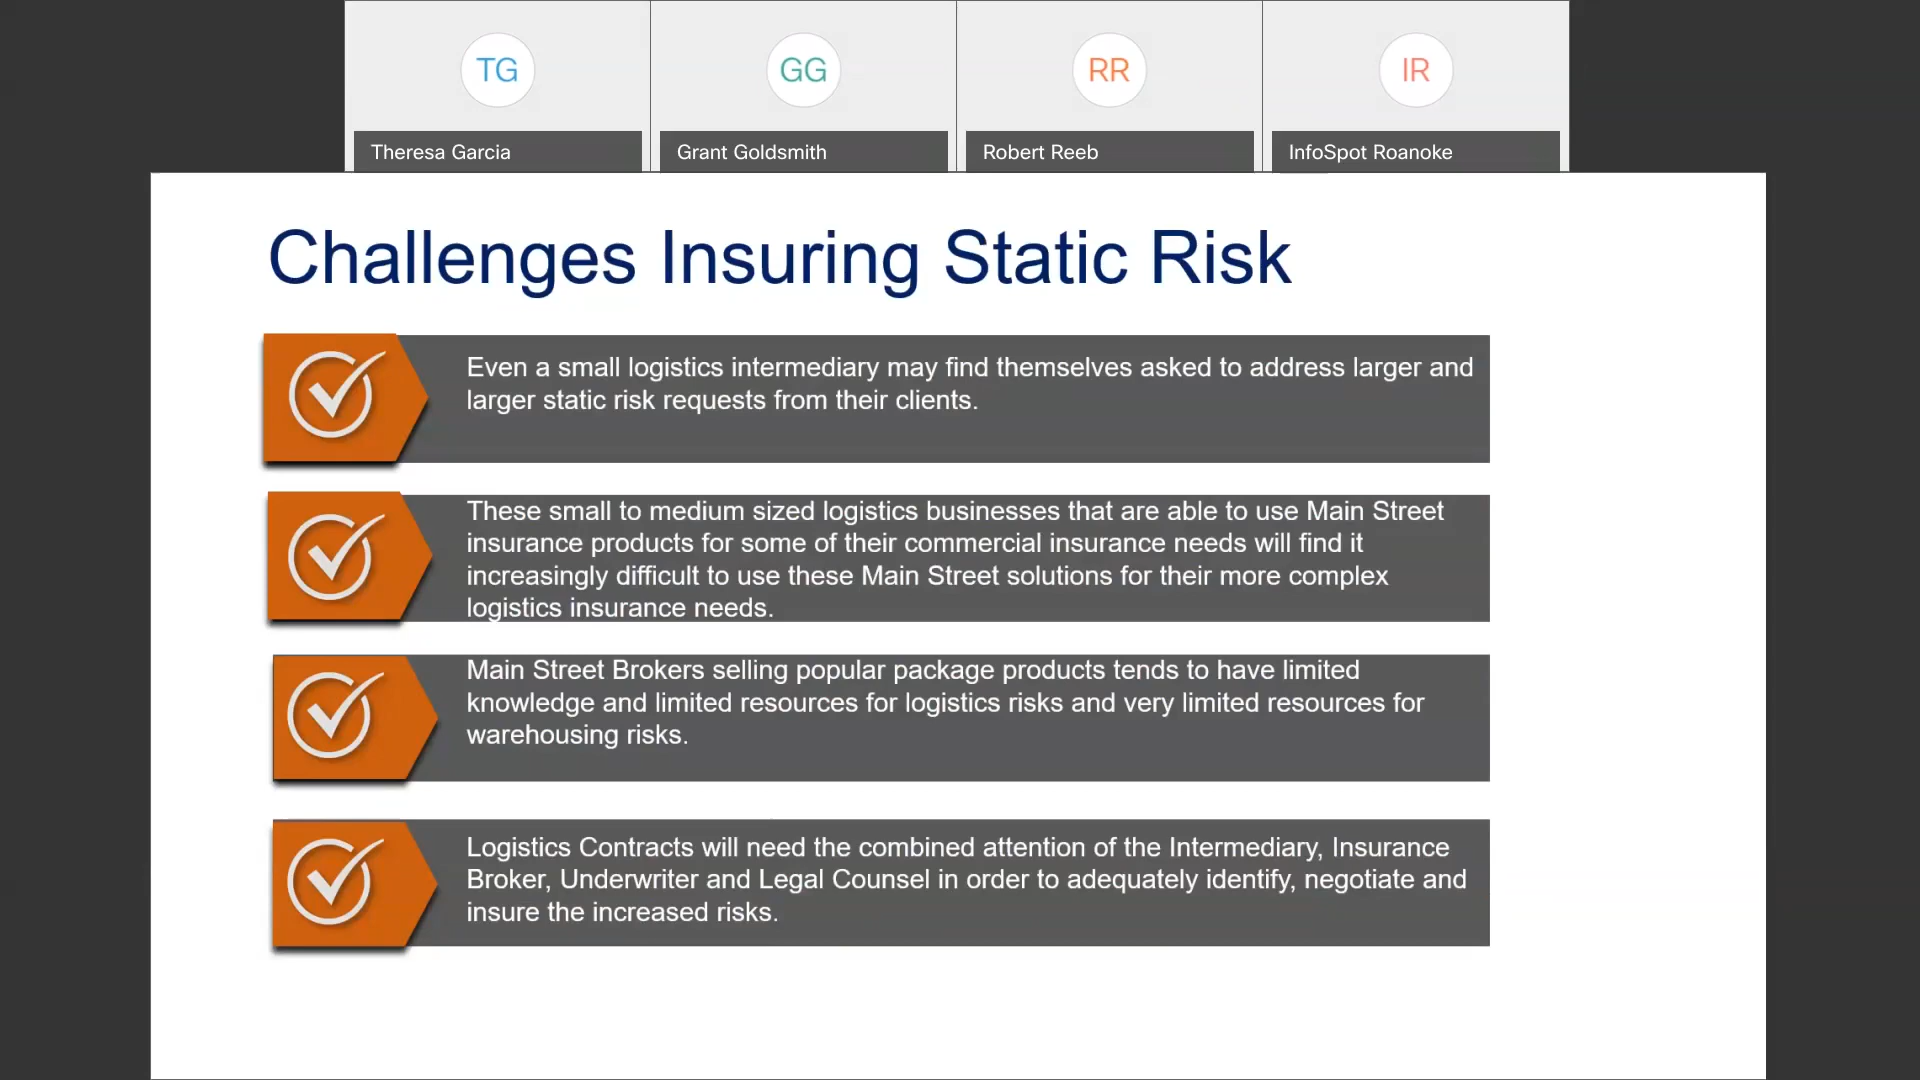 TG
GG
RR
IR
Theresa Garcia
Grant Goldsmith
Robert Reeb
InfoSpot Roanoke
Challenges Insuring Static Risk
Even a small logistics intermediary may find themselves asked to address larger and
larger static risk requests from their clients.
These small to medium sized logistics businesses that are able to use Main Street
insurance products for some of their commercial insurance needs will find it
increasingly difficult to use these Main Street solutions for their more complex
logistics insurance needs.
Main Street Brokers selling popular package products tends to have limited
knowledge and limited resources for logistics risks and very limited resources for
warehousing risks.
Logistics Contracts will need the combined attention of the Intermediary, Insurance
Broker, Underwriter and Legal Counsel in order to adequately identify, negotiate and
insure the increased risks.